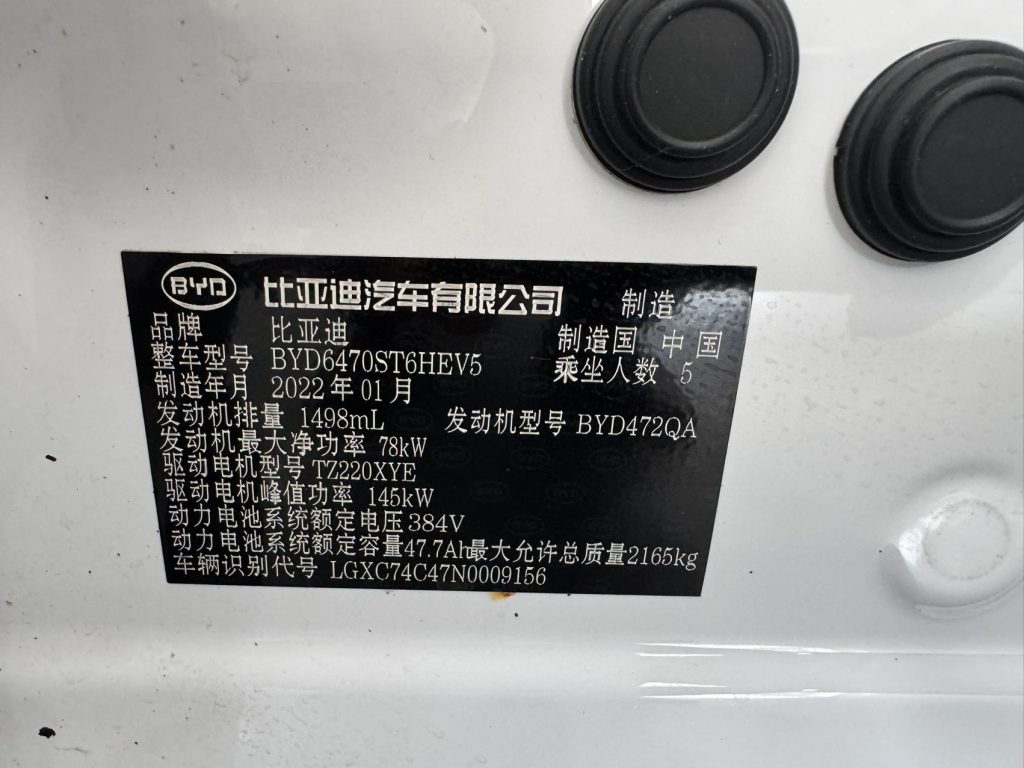 BYD 比亚迪汽车有限公司 制造
品牌 比亚迪 制造国 中国
整车型号 BYD6470ST6HEV5 乘坐人数 5
制造年月 2022年01月
发动机排量 1498mL 发动机型号 BYD472QA
发动机最大净功率 78kW
驱动电机型号 TZ220XYE
驱动电机峰值功率 145kW
动力电池系统额定电压 384V
动力电池系统额定容量 47.7Ah 最大允许总质量 2165kg
车辆识别代号 LGXC74C47N0009156